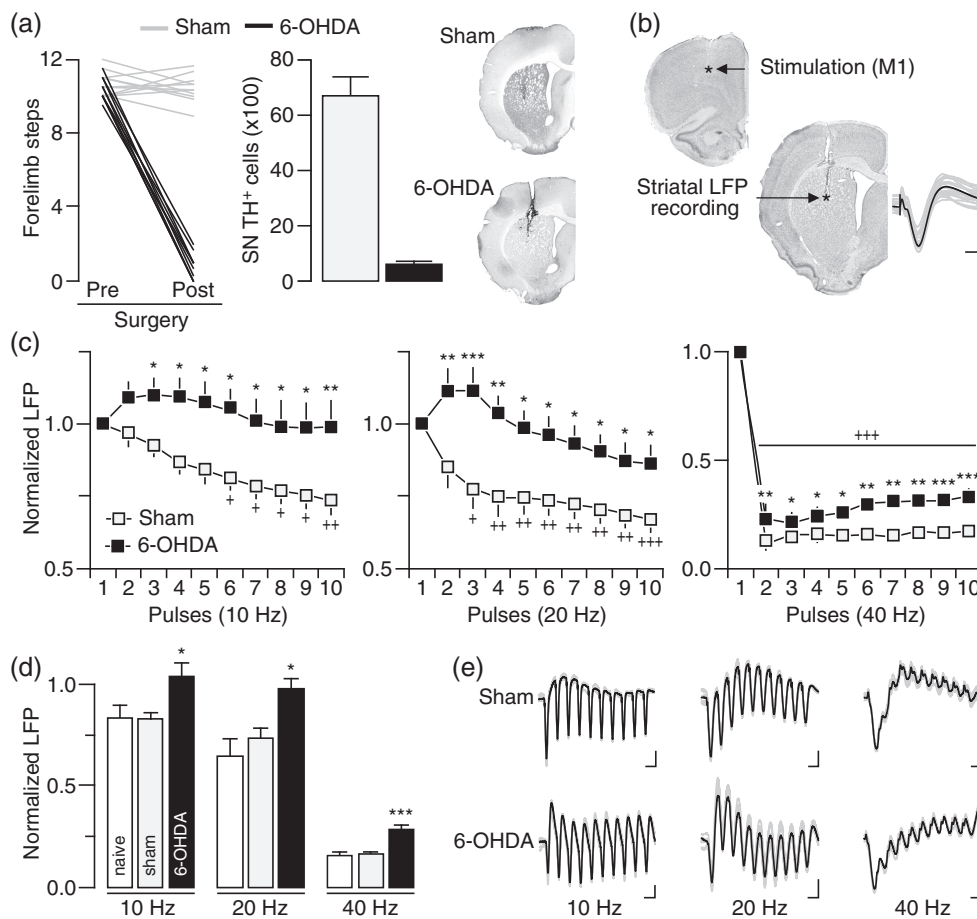 (a)
Sham
6-OHDA
12
8
4
0
Forelimb steps
Pre
Post
Surgery
80
60
40
20
0
SN TH+ cells (x100)
Sham
6-OHDA
(b)
* Stimulation (M1)
Striatal LFP
recording
*
(c)
Normalized LFP
1.0
0.5
* * * * * * * **
+ + + + ++
Sham
6-OHDA
1 2 3 4 5 6 7 8 9 10
Pulses (10 Hz)
1.0
0.5
** *** ** * * * * * *
+ ++ ++ ++ ++ ++ ++ +++
1 2 3 4 5 6 7 8 9 10
Pulses (20 Hz)
1.0
0.5
0.0
+++
** * * * ** ** ** *** ***
1 2 3 4 5 6 7 8 9 10
Pulses (40 Hz)
(d)
Normalized LFP
1.0
0.5
0.0
* * ***
naive
sham
6-OHDA
10 Hz
20 Hz
40 Hz
(e)
Sham
6-OHDA
10 Hz
20 Hz
40 Hz